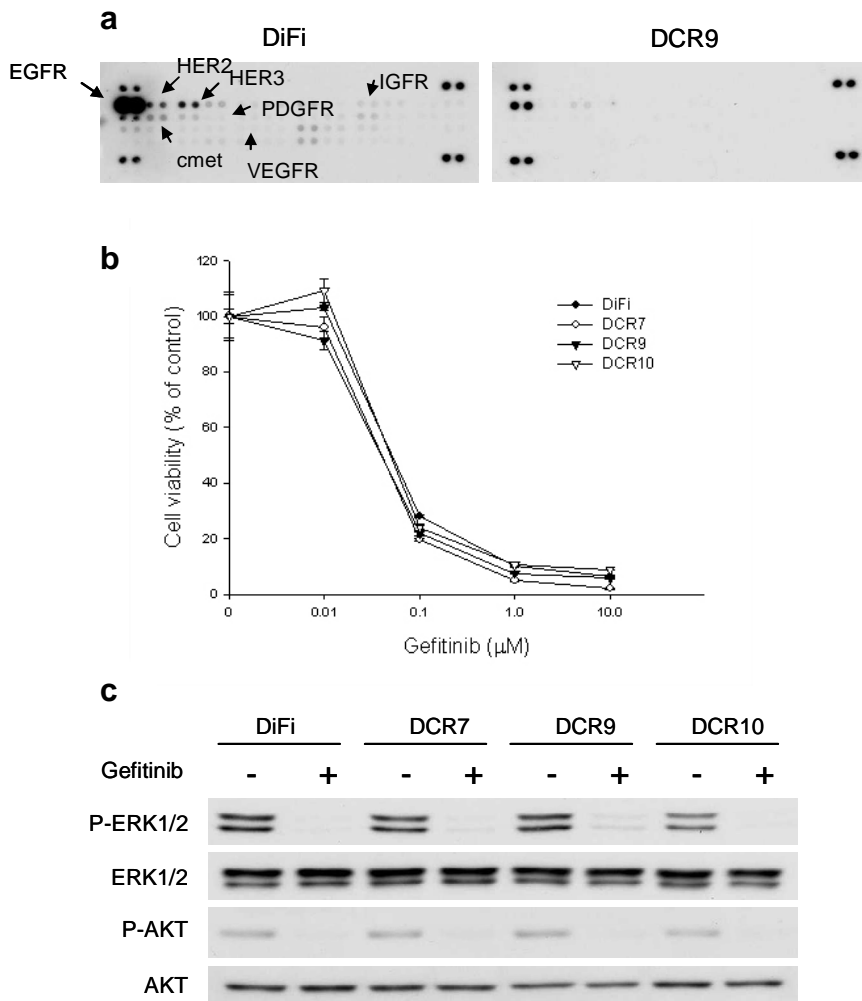 a
DiFi
DCR9
EGFR
HER2
HER3
IGFR
PDGFR
cmet
VEGFR
b
120
100
80
60
40
20
0
Cell viability (% of control)
DiFi
DCR7
DCR9
DCR10
0
0.01
0.1
1.0
10.0
Gefitinib (μM)
c
DiFi
DCR7
DCR9
DCR10
Gefitinib - + - + - + - +
P-ERK1/2
ERK1/2
P-AKT
AKT